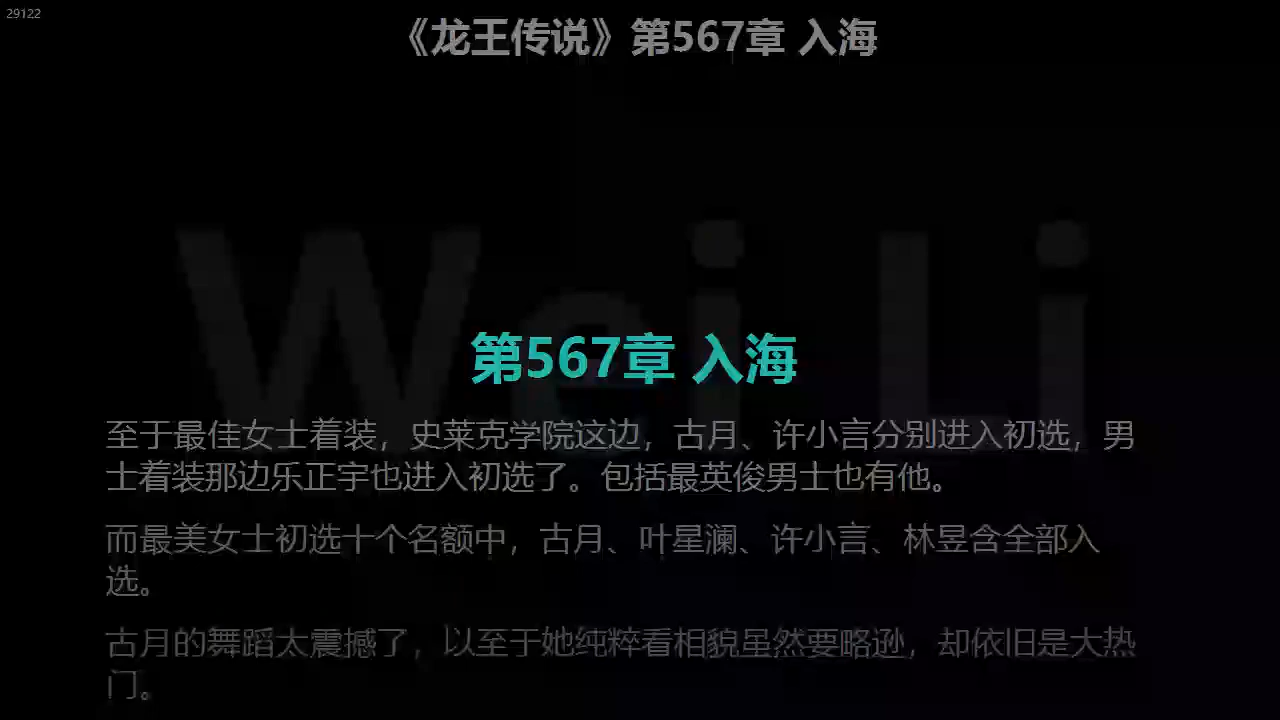 29122
《龙王传说》第567章 入海
Wei Li
第567章 入海
至于最佳女士着装，史莱克学院这边，古月、许小言分别进入初选，男
士着装那边乐正宇也进入初选了。包括最英俊男士也有他。
而最美女士初选十个名额中，古月、叶星澜、许小言、林昱含全部入
选。
古月的舞蹈太震撼了，以至于她纯粹看相貌虽然要略逊，却依旧是大热
门。